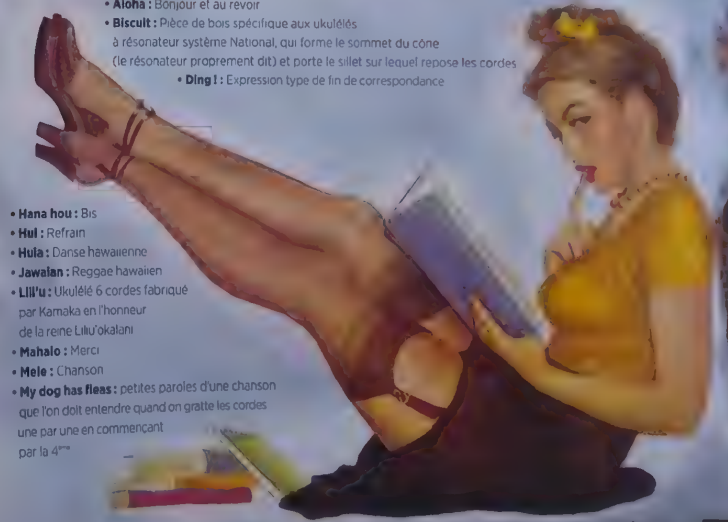 • Aloha : Bonjour et au revoir
• Biscuit : Pièce de bois spécifique aux ukulélés
à résonateur système National, qui forme le sommet du cône
(le résonateur proprement dit) et porte le sillet sur lequel repose les cordes
• Ding ! : Expression type de fin de correspondance
• Hana hou : Bis
• Hui : Refrain
• Hula : Danse hawaiienne
• Jawaian : Reggae hawaiien
• Lili'u : Ukulélé 6 cordes fabriqué
par Kamaka en l'honneur
de la reine Liliu'okalani
• Mahalo : Merci
• Mele : Chanson
• My dog has fleas : petites paroles d'une chanson
que l'on doit entendre quand on gratte les cordes
une par une en commençant
par la 4ème